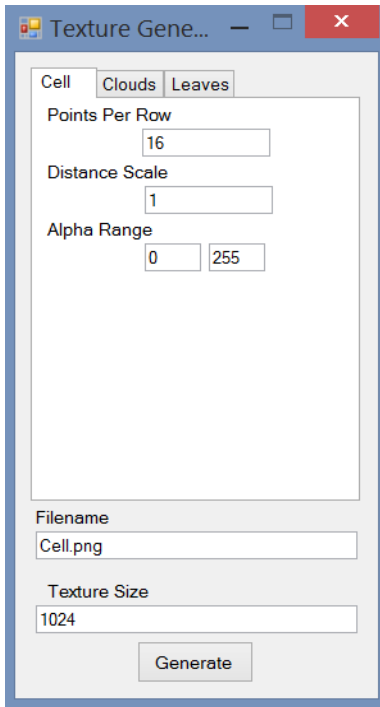 Texture Gene...
Cell Clouds Leaves
Points Per Row
16
Distance Scale
1
Alpha Range
0 255
Filename
Cell.png
Texture Size
1024
Generate